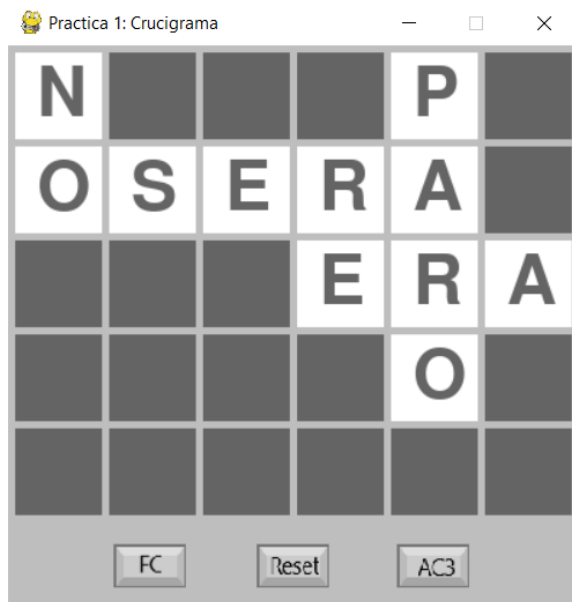 Practica 1: Crucigrama
N P
O S E R A
E R A
O
FC Reset AC3